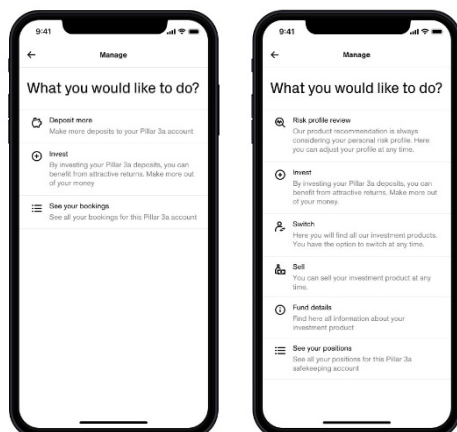 9:41
Manage
What you would like to do?
Deposit more
Make more deposits to your Pillar 3a account
Invest
By investing your Pillar 3a deposits, you can
benefit from attractive returns. Make more out
of your money
See your bookings
See all your bookings for this Pillar 3a account
9:41
Manage
What you would like to do?
Risk profile review
Our product recommendation is always
considering your personal risk profile. Here
you can adjust your profile at any time.
Invest
By investing your Pillar 3a deposits, you can
benefit from attractive returns. Make more out
of your money.
Switch
Here you will find all our investment products.
You have the option to switch at any time.
Sell
You can sell your investment product at any
time.
Fund details
Find here all information about your
investment product
See your positions
See all your positions for this Pillar 3a
safekeeping account